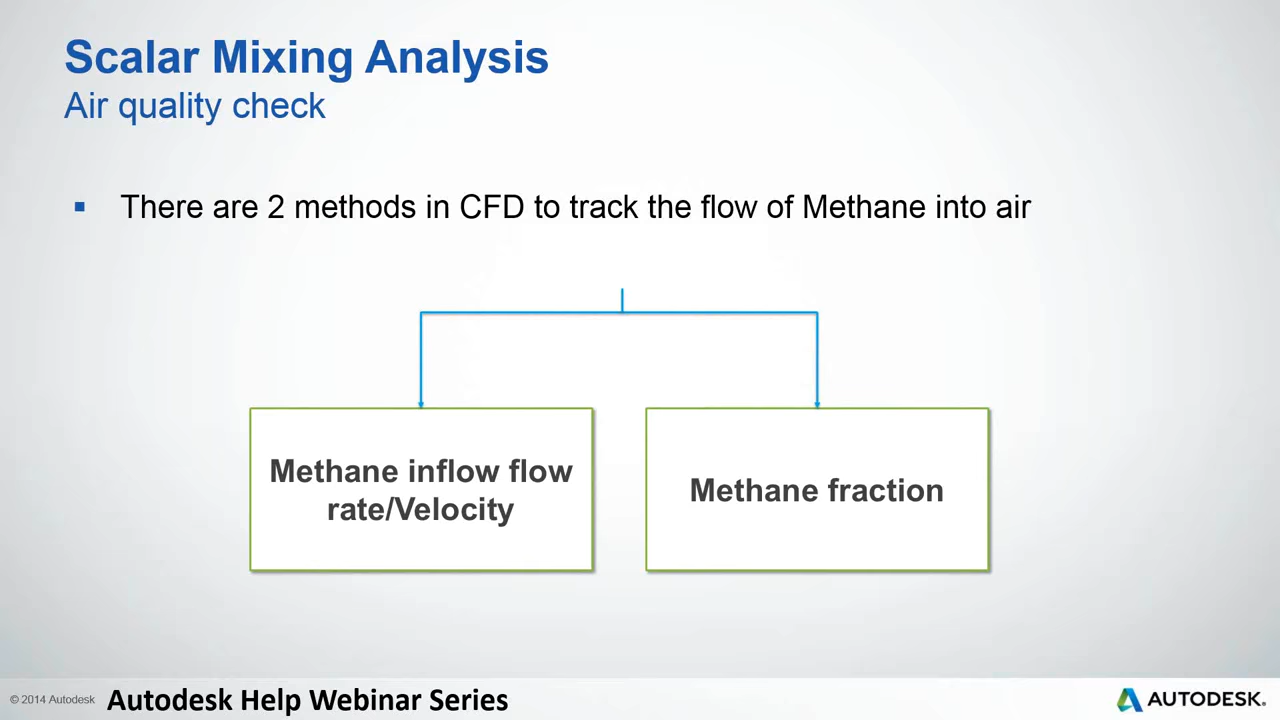 Scalar Mixing Analysis
Air quality check
▪ There are 2 methods in CFD to track the flow of Methane into air
Methane inflow flow
rate/Velocity
Methane fraction
© 2014 Autodesk
Autodesk Help Webinar Series
AUTODESK.